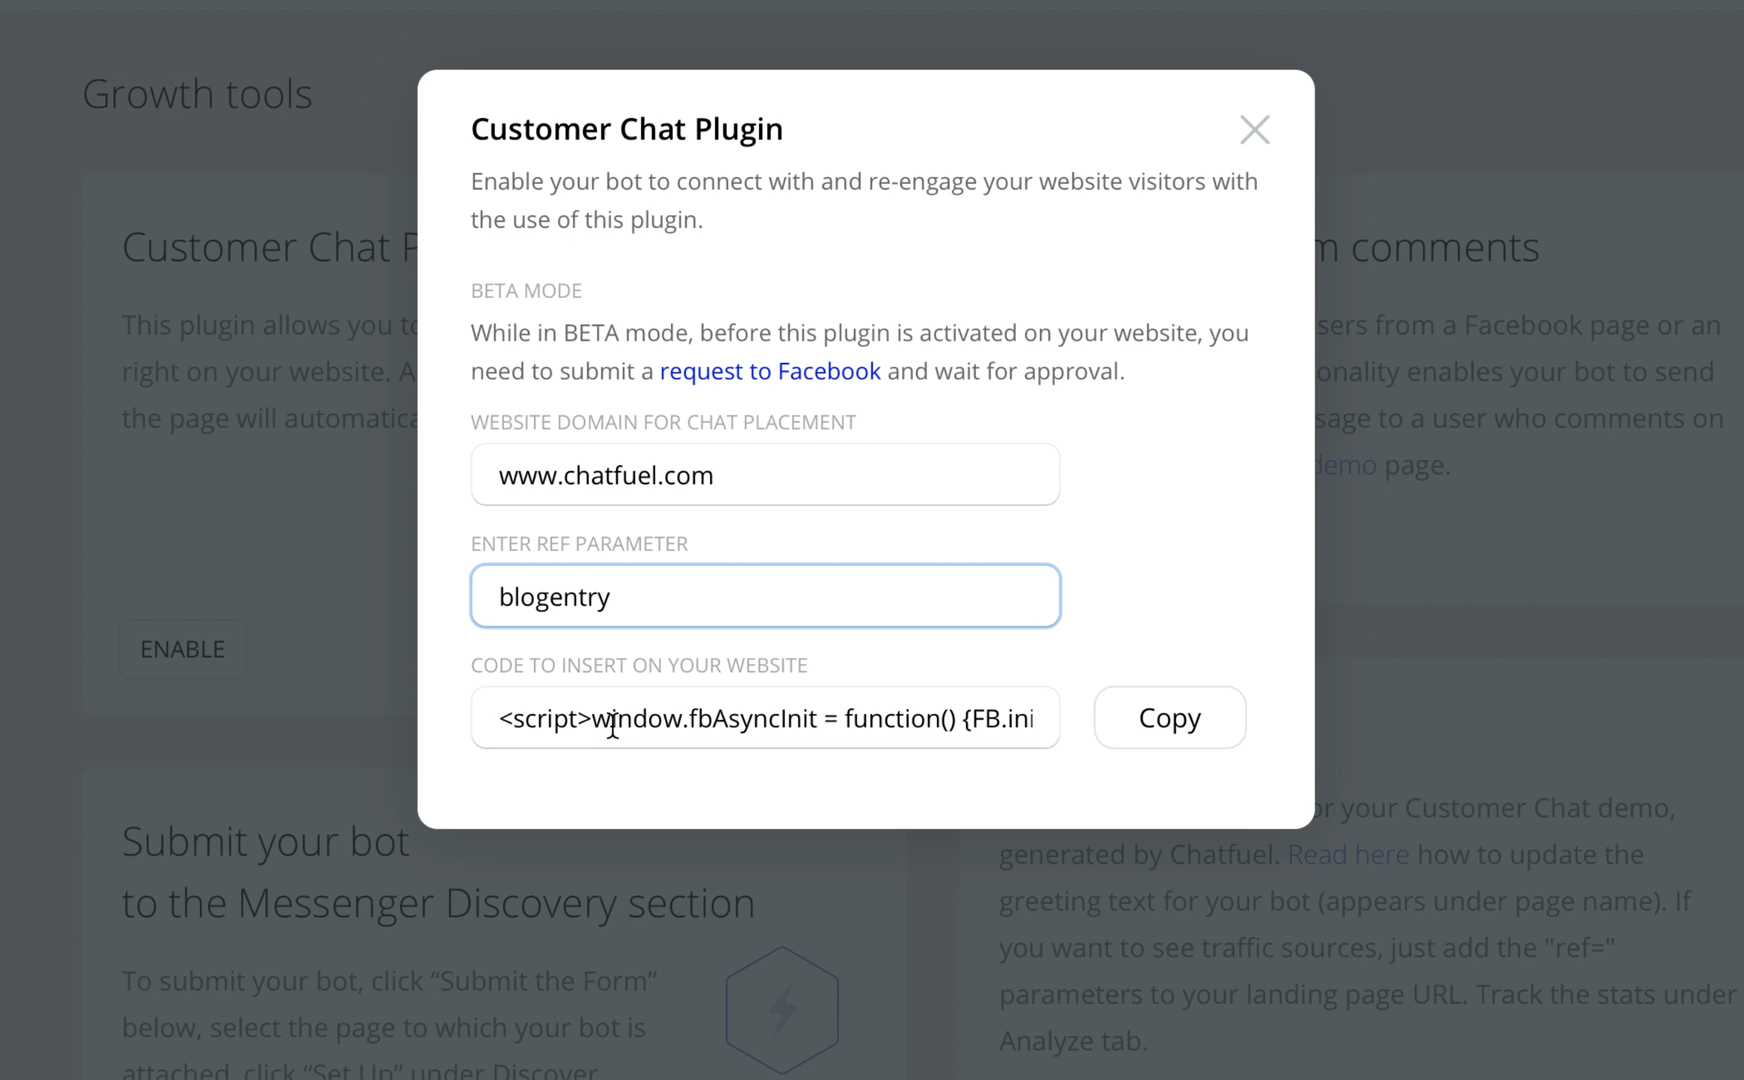 Growth tools
Customer Chat Plugin
Enable your bot to connect with and re-engage your website visitors with
the use of this plugin.
BETA MODE
While in BETA mode, before this plugin is activated on your website, you
need to submit a request to Facebook and wait for approval.
WEBSITE DOMAIN FOR CHAT PLACEMENT
www.chatfuel.com
ENTER REF PARAMETER
blogentry
CODE TO INSERT ON YOUR WEBSITE
<script>window.fbAsyncInit = function() {FB.ini
Copy
Customer Chat P
This plugin allows you to
right on your website. A
the page will automatica
ENABLE
m comments
sers from a Facebook page or an
onality enables your bot to send
sage to a user who comments on
demo page.
Submit your bot
to the Messenger Discovery section
To submit your bot, click “Submit the Form”
below, select the page to which your bot is
attached, click “Set Up” under Discover
or your Customer Chat demo,
generated by Chatfuel. Read here how to update the
greeting text for your bot (appears under page name). If
you want to see traffic sources, just add the "ref="
parameters to your landing page URL. Track the stats under
Analyze tab.